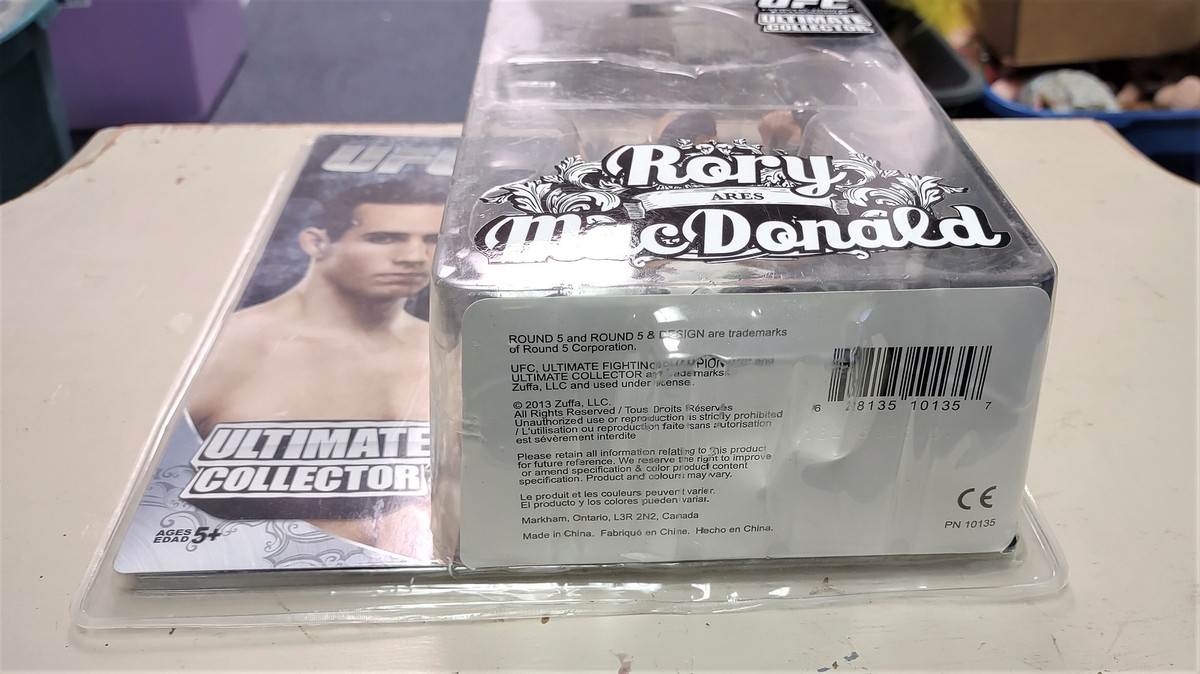 UFC
ULTIMATE
COLLECTOR
UFC
Rory
ARES
MacDonald
ULTIMATE
COLLECTOR
AGES
EDAD 5+
ROUND 5 and ROUND 5 & DESIGN are trademarks
of Round 5 Corporation.
UFC, ULTIMATE FIGHTING CHAMPIONSHIP and
ULTIMATE COLLECTOR are trademarks
Zuffa, LLC and used under license.
© 2013 Zuffa, LLC.
All Rights Reserved / Tous Droits Réserves
Unauthorized use or reproduction is strictly prohibited
/ L'utilisation ou reproduction faite sans autorisation
est sévèrement interdite
Please retain all information relating to this product
for future reference. We reserve the right to improve
or amend specification & color product content
specification. Product and colours may vary.
Le produit et les couleurs peuvent varier.
El producto y los colores pueden variar.
Markham, Ontario, L3R 2N2, Canada
Made in China. Fabriqué en Chine. Hecho en China.
6 28135 10135 7
CE
PN 10135